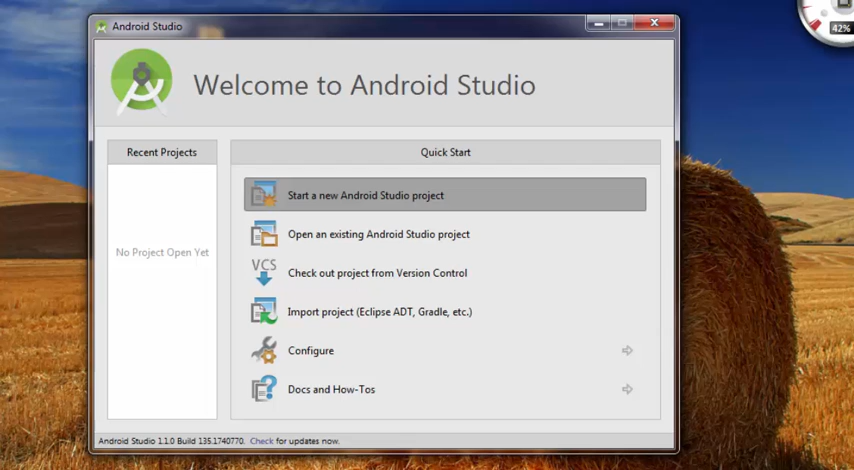 Android Studio
42%
Welcome to Android Studio
Recent Projects
No Project Open Yet
Quick Start
Start a new Android Studio project
Open an existing Android Studio project
VCS
Check out project from Version Control
Import project (Eclipse ADT, Gradle, etc.)
Configure
Docs and How-Tos
Android Studio 1.1.0 Build 135.1740770. Check for updates now.